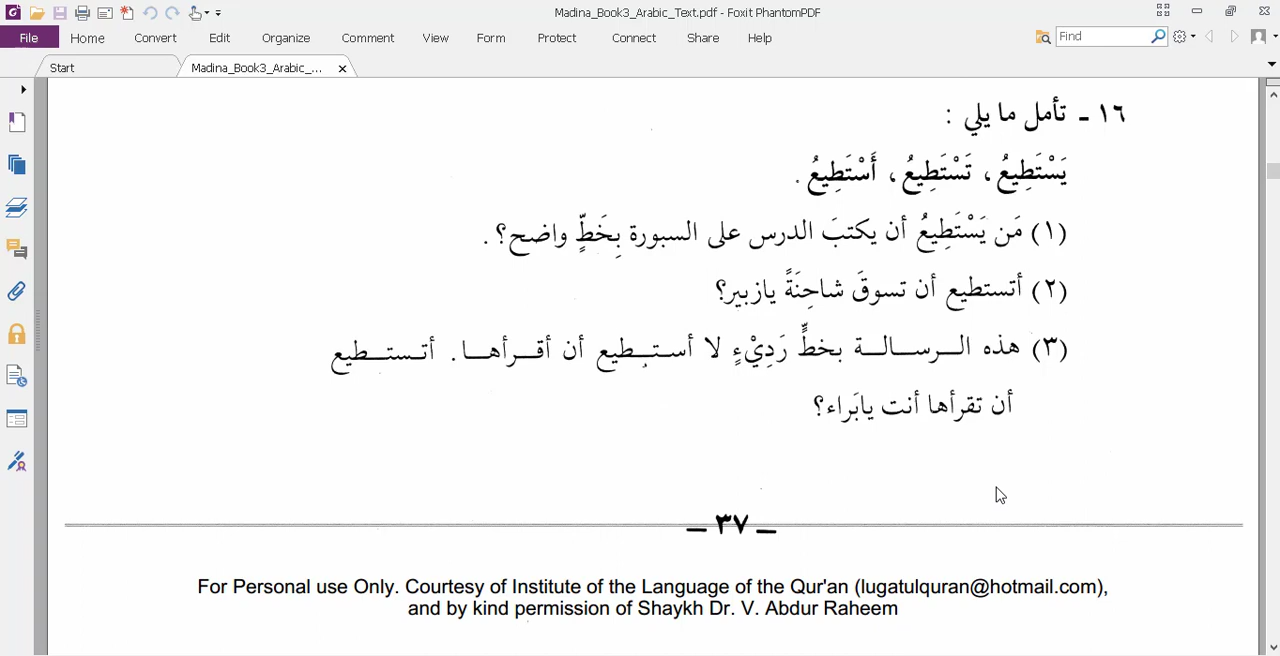 Madina_Book3_Arabic_Text.pdf - Foxit PhantomPDF
File Home Convert Edit Organize Comment View Form Protect Connect Share Help Find
Start Madina_Book3_Arabic_...
١٦ - تأمل ما يلي :
يَسْتَطِيعُ، تَسْتَطِيعُ، أَسْتَطِيعُ .
(١) مَن يَسْتَطِيعُ أن يكتبَ الدرس على السبورة بِخَطٍّ واضح؟ .
(٢) أتستطيع أن تسوقَ شاحِنَةً يازبير؟
(٣) هذه الـرسـالـة بخطٍّ رَدِيْءٍ لا أستـطيع أن أقـرأهـا. أتـستـطيع
أن تقرأها أنت يابَراء؟
– ٣٧ –
For Personal use Only. Courtesy of Institute of the Language of the Qur'an (lugatulquran@hotmail.com),
and by kind permission of Shaykh Dr. V. Abdur Raheem